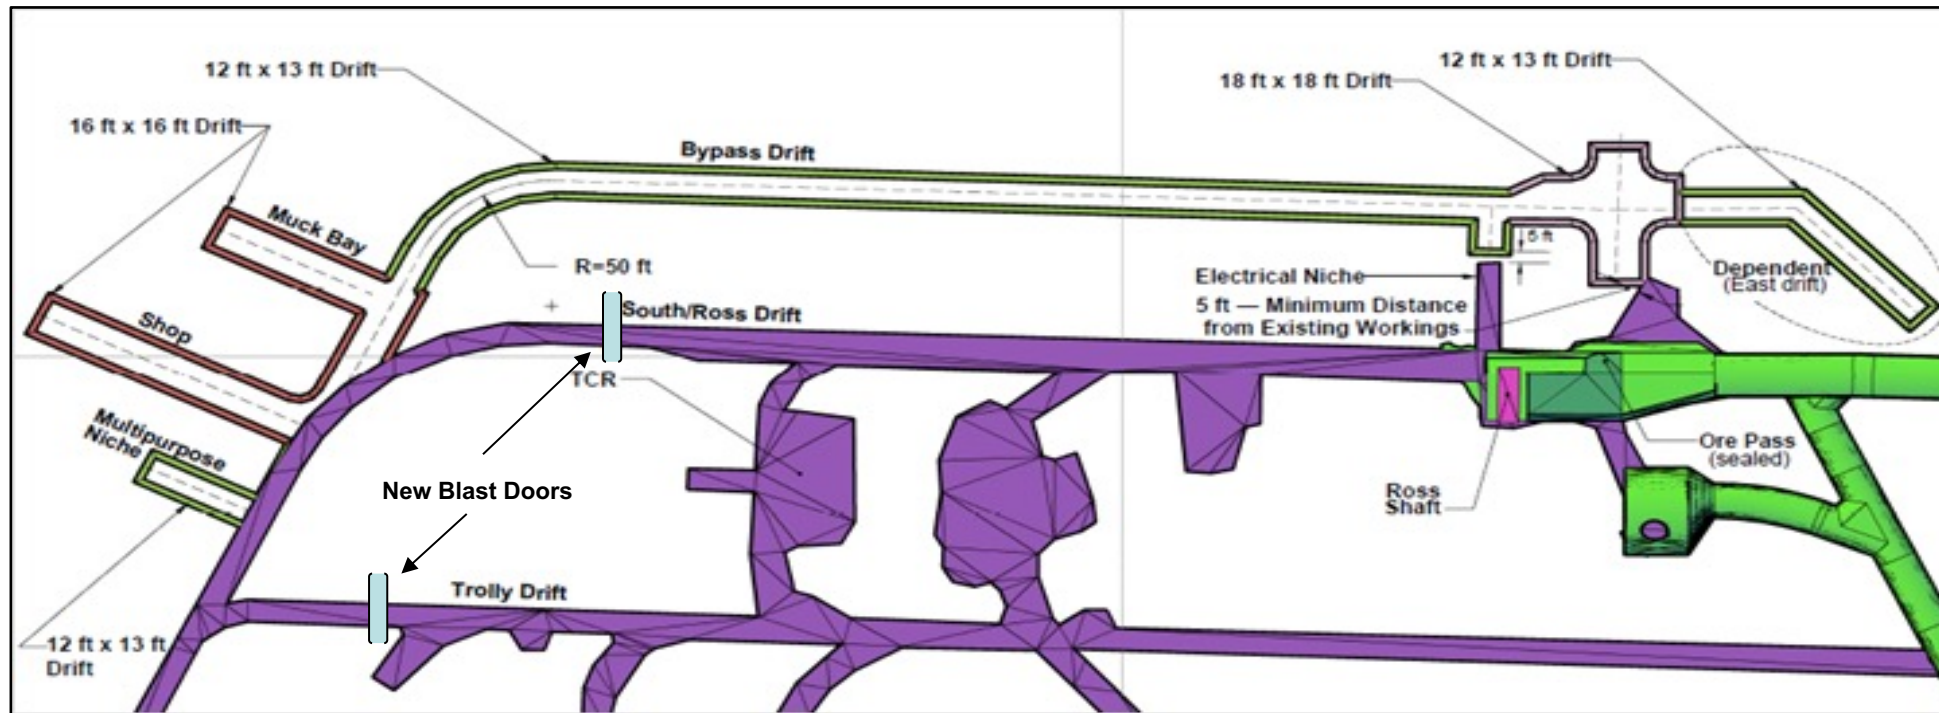 12 ft x 13 ft Drift
12 ft x 13 ft Drift
18 ft x 18 ft Drift
16 ft x 16 ft Drift
Bypass Drift
Muck Bay
5 ft
R=50 ft
Electrical Niche
Dependent
(East drift)
5 ft — Minimum Distance
from Existing Workings
South/Ross Drift
Shop
TCR
Multipurpose
Niche
Ore Pass
(sealed)
New Blast Doors
Ross
Shaft
Trolly Drift
12 ft x 13 ft
Drift